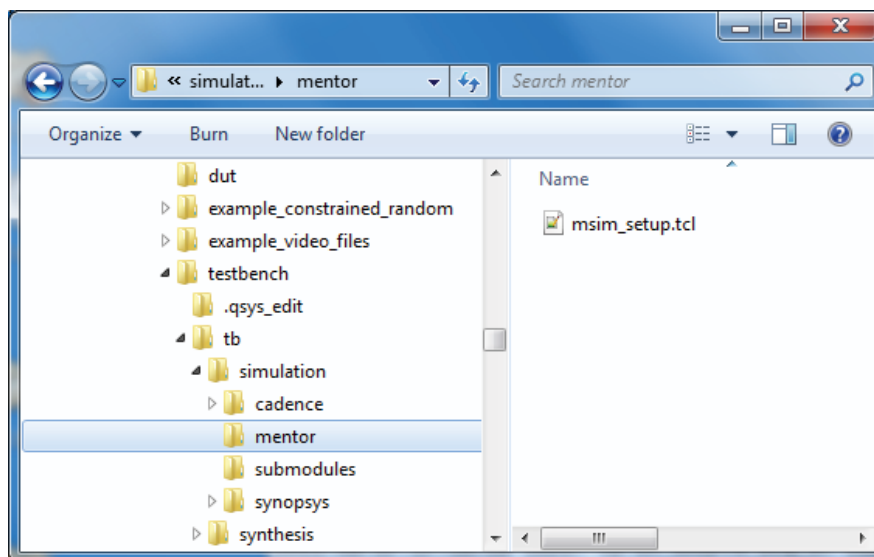 « simulat... mentor
Search mentor
Organize Burn New folder
dut
example_constrained_random
example_video_files
testbench
.qsys_edit
tb
simulation
cadence
mentor
submodules
synopsys
synthesis
Name
msim_setup.tcl